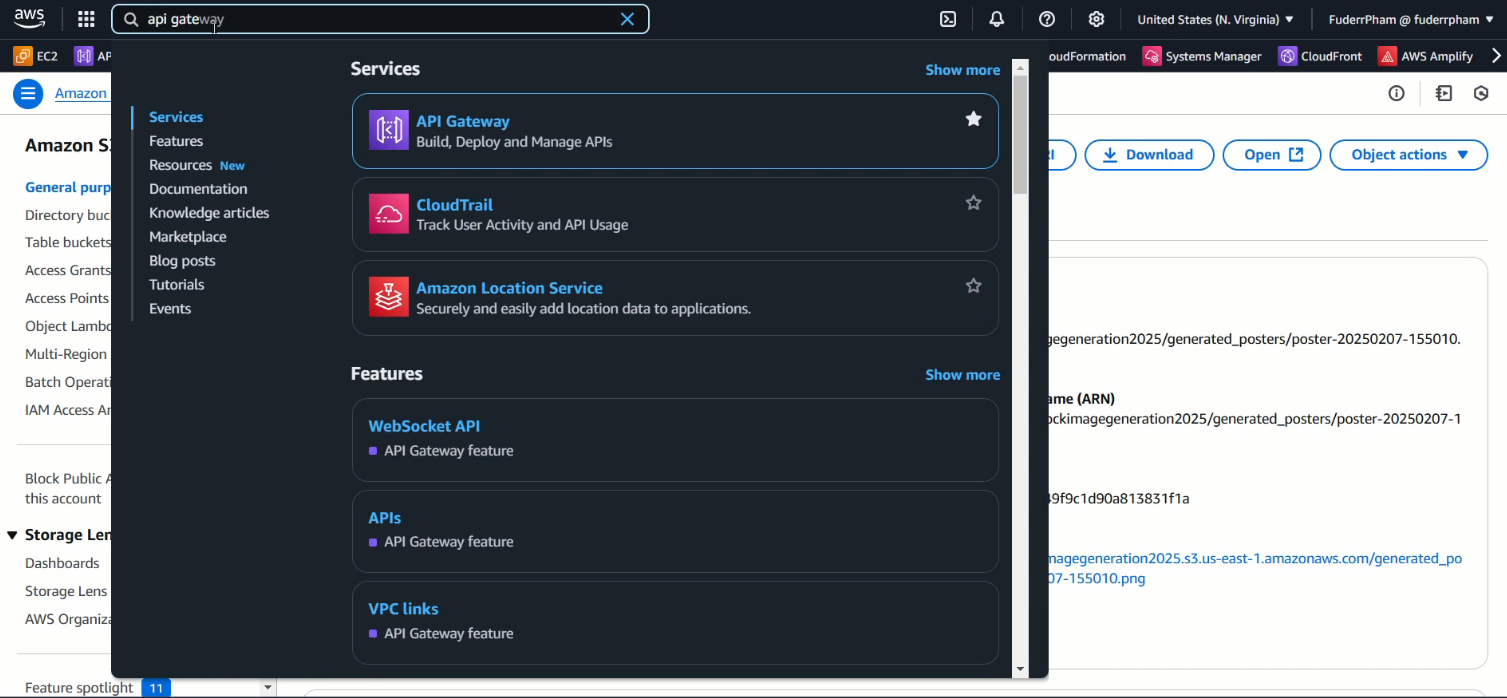 aws
api gateway
United States (N. Virginia) ▼
FuderrPham @ fuderrpham ▼
EC2
oudFormation
Systems Manager
CloudFront
AWS Amplify
Amazon
Amazon
General purp
Directory buc
Table buckets
Access Grants
Access Points
Object Lambd
Multi-Region
Batch Operati
IAM Access An
Block Public A
this account
▼ Storage Len
Dashboards
Storage Lens
AWS Organiza
Feature spotlight 11
Services
Features
Resources New
Documentation
Knowledge articles
Marketplace
Blog posts
Tutorials
Events
Services
Show more
API Gateway
Build, Deploy and Manage APIs
CloudTrail
Track User Activity and API Usage
Amazon Location Service
Securely and easily add location data to applications.
Features
Show more
WebSocket API
API Gateway feature
APIs
API Gateway feature
VPC links
API Gateway feature
Download
Open
Object actions ▼
gegeneration2025/generated_posters/poster-20250207-155010.
ame (ARN)
ockimagegeneration2025/generated_posters/poster-20250207-1
49f9c1d90a813831f1a
magegeneration2025.s3.us-east-1.amazonaws.com/generated_po
07-155010.png